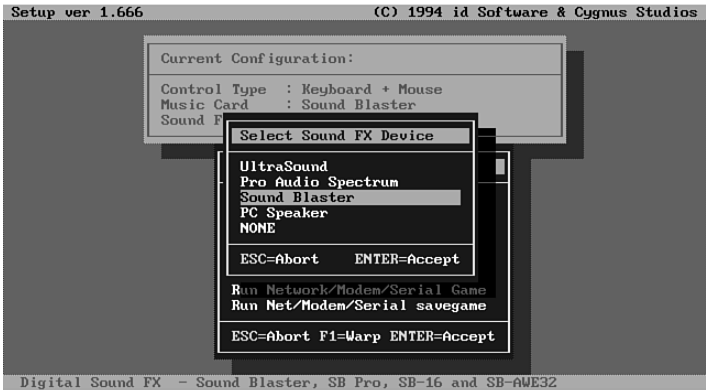 Setup ver 1.666 (C) 1994 id Software & Cygnus Studios
Current Configuration:
Control Type : Keyboard + Mouse
Music Card : Sound Blaster
Sound F
Select Sound FX Device
UltraSound
Pro Audio Spectrum
Sound Blaster
PC Speaker
NONE
ESC=Abort ENTER=Accept
Run Network/Modem/Serial Game
Run Net/Modem/Serial savegame
ESC=Abort F1=Warp ENTER=Accept
Digital Sound FX - Sound Blaster, SB Pro, SB-16 and SB-AWE32